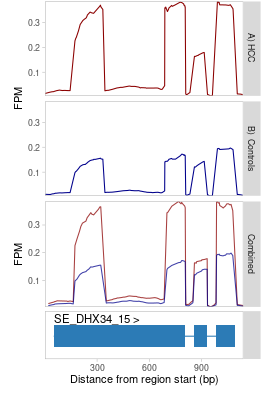 0.3
0.2
0.1
FPM
A) HCC
0.3
0.2
0.1
B) Controls
0.3
0.2
0.1
FPM
Combined
SE_DHX34_15 >
300
600
900
Distance from region start (bp)